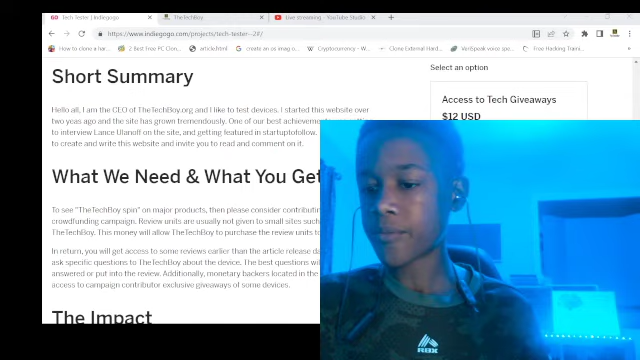 Tech Tester | Indiegogo
TheTechBoy
Live streaming - YouTube Studio
https://www.indiegogo.com/projects/tech-tester--2#/
How to clone a har...
2 Best Free PC Clon...
article.html
create an os imag
Cryptocurrency - W...
Clone External Hard...
VanSpeak voice spe...
Free Hacking Trainin...
Short Summary
Select an option
Access to Tech Giveaways
$12 USD
Hello all, I am the CEO of TheTechBoy.org and I like to test devices. I started this website over
two yeas ago and the site has grown tremendously. One of our best
to interview Lance Ulanoff on the site, and getting featured in startuptofollow.
to create and write this website and invite you to read and comment on it.
What We Need & What You Get
To see "TheTechBoy spin" on major products, then please consider
crowdfunding campaign. Review units are usually not given to small sites such
TheTechBoy. This money will allow TheTechBoy to purchase the review units
In return, you will get access to some reviews earlier than the article release
ask specific questions to TheTechBoy about the device. The best questions
answered or put into the review. Additionally, monetary backers located in the
access to campaign contributor exclusive giveaways of some devices.
The Impact
RBX